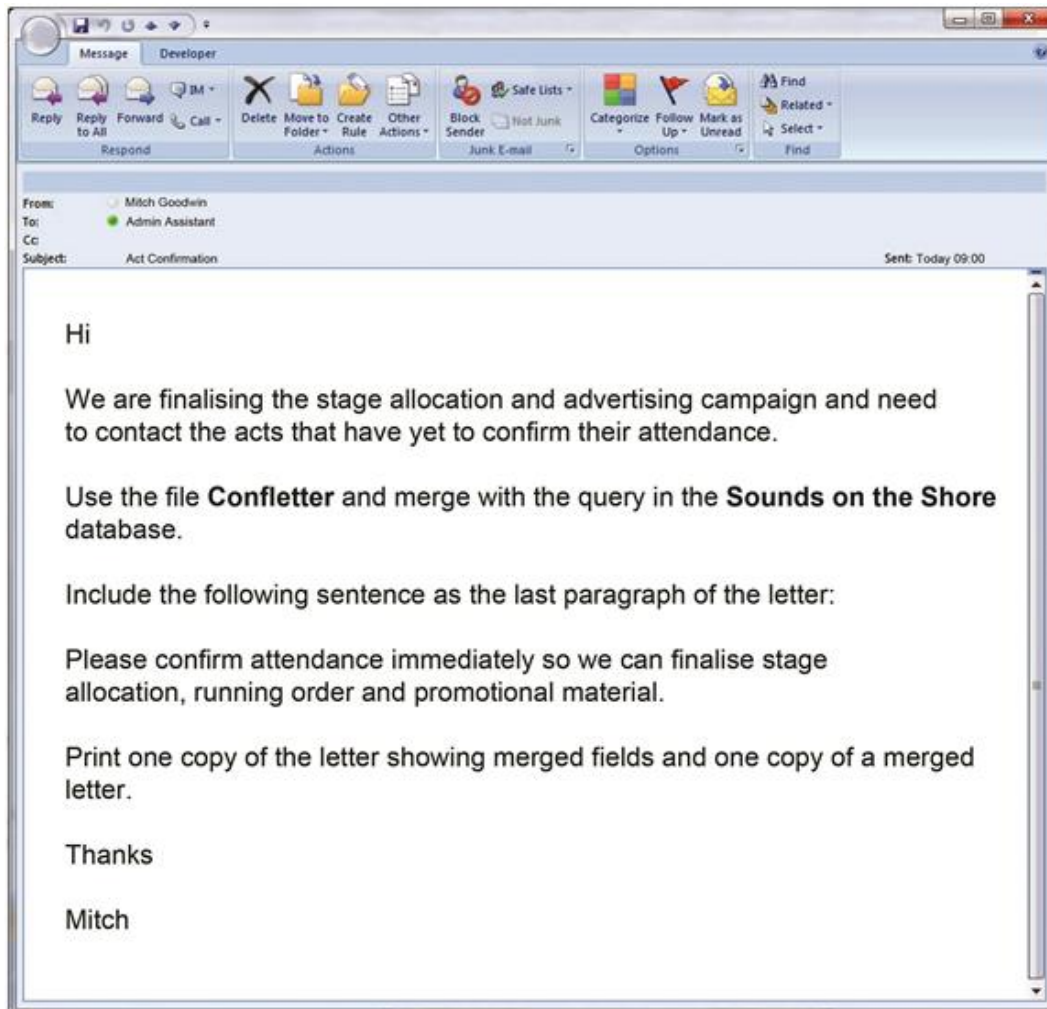 Message Developer
Reply
Reply to All
Forward
IM
Call
Respond
Delete
Move to Folder
Create Rule
Other Actions
Actions
Block Sender
Safe Lists
Not Junk
Junk E-mail
Categorize
Follow Up
Mark as Unread
Options
Find
Related
Select
Find
From: Mitch Goodwin
To: Admin Assistant
Cc:
Subject: Act Confirmation Sent: Today 09:00
Hi
We are finalising the stage allocation and advertising campaign and need
to contact the acts that have yet to confirm their attendance.
Use the file Confletter and merge with the query in the Sounds on the Shore
database.
Include the following sentence as the last paragraph of the letter:
Please confirm attendance immediately so we can finalise stage
allocation, running order and promotional material.
Print one copy of the letter showing merged fields and one copy of a merged
letter.
Thanks
Mitch